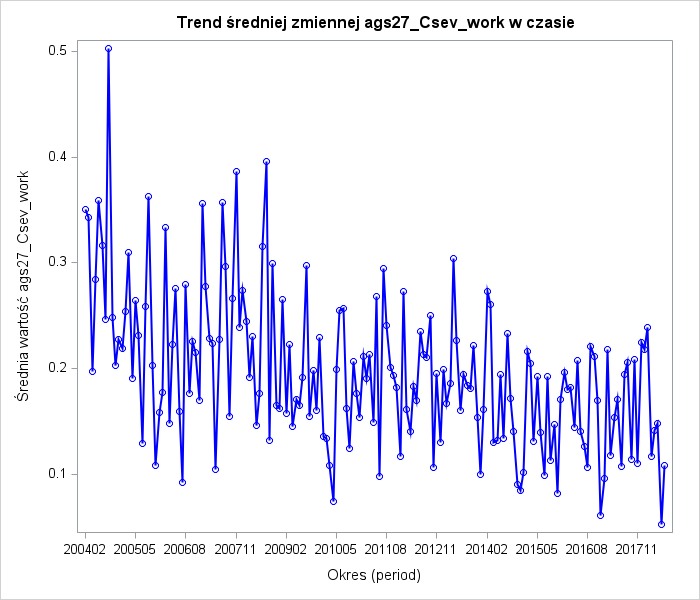 Trend średniej zmiennej ags27_Csev_work w czasie
Średnia wartość ags27_Csev_work
0.5
0.4
0.3
0.2
0.1
200402 200505 200608 200711 200902 201005 201108 201211 201402 201505 201608 201711
Okres (period)